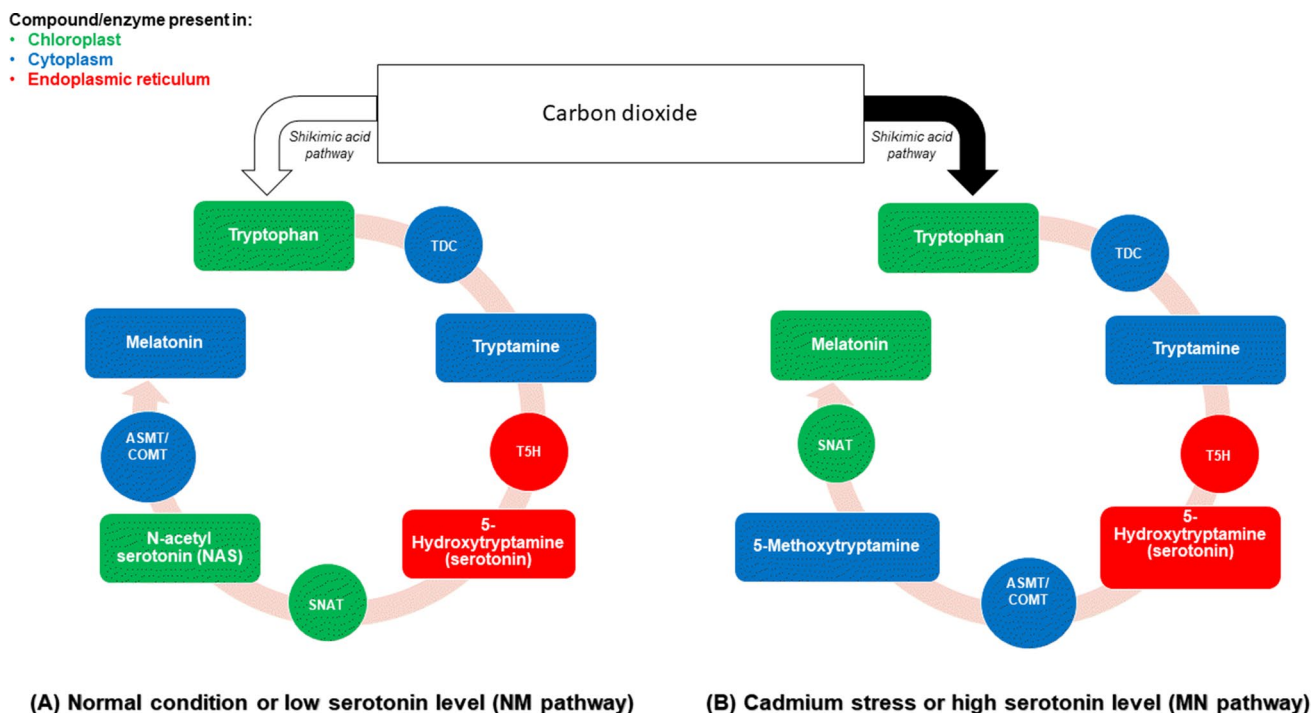 Compound/enzyme present in:
• Chloroplast
• Cytoplasm
• Endoplasmic reticulum
Carbon dioxide
Shikimic acid
pathway
Shikimic acid
pathway
Tryptophan
TDC
Tryptamine
T5H
5-
Hydroxytryptamine
(serotonin)
SNAT
N-acetyl
serotonin (NAS)
ASMT/
COMT
Melatonin
Tryptophan
TDC
Tryptamine
T5H
5-
Hydroxytryptamine
(serotonin)
ASMT/
COMT
5-Methoxytryptamine
SNAT
Melatonin
(A) Normal condition or low serotonin level (NM pathway)
(B) Cadmium stress or high serotonin level (MN pathway)